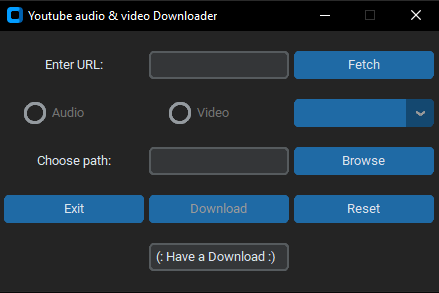 Youtube audio & video Downloader
Enter URL:
Fetch
Audio
Video
Choose path:
Browse
Exit
Download
Reset
(: Have a Download :)